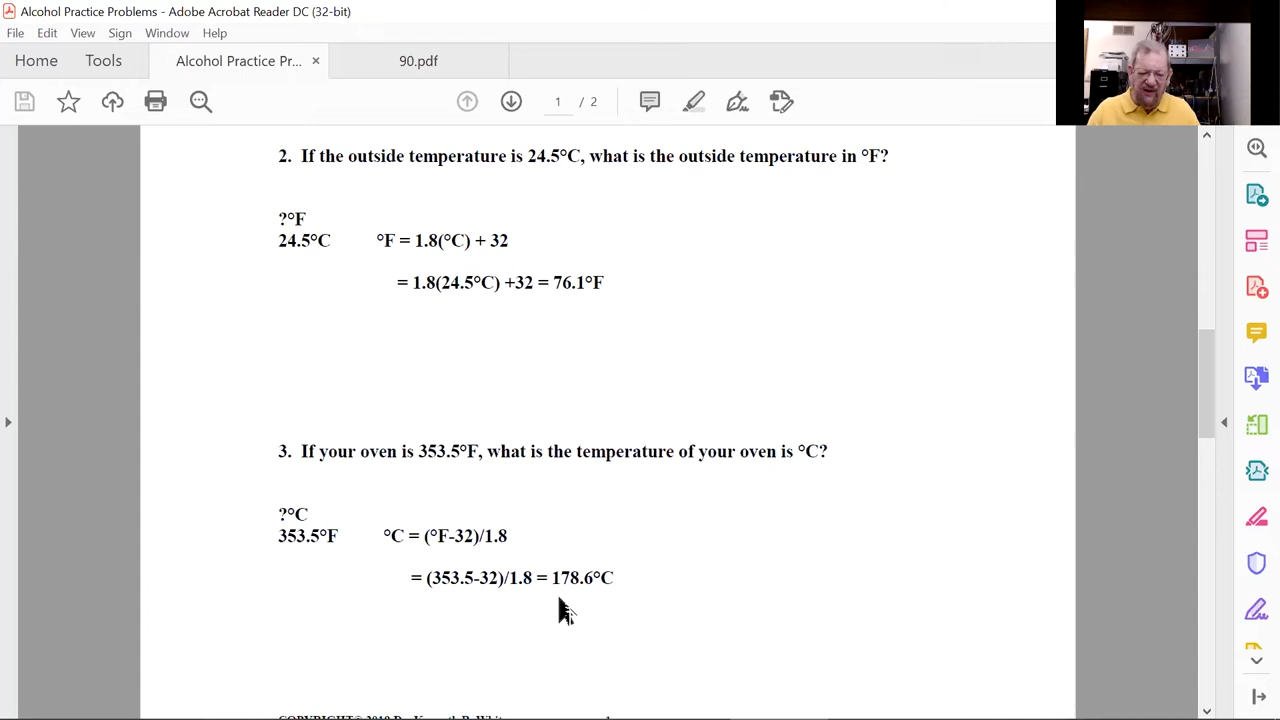 Alcohol Practice Problems - Adobe Acrobat Reader DC (32-bit)
File Edit View Sign Window Help
Home Tools Alcohol Practice Pr... × 90.pdf
1 / 2
2. If the outside temperature is 24.5°C, what is the outside temperature in °F?
?°F
24.5°C °F = 1.8(°C) + 32
= 1.8(24.5°C) +32 = 76.1°F
3. If your oven is 353.5°F, what is the temperature of your oven is °C?
?°C
353.5°F °C = (°F-32)/1.8
= (353.5-32)/1.8 = 178.6°C